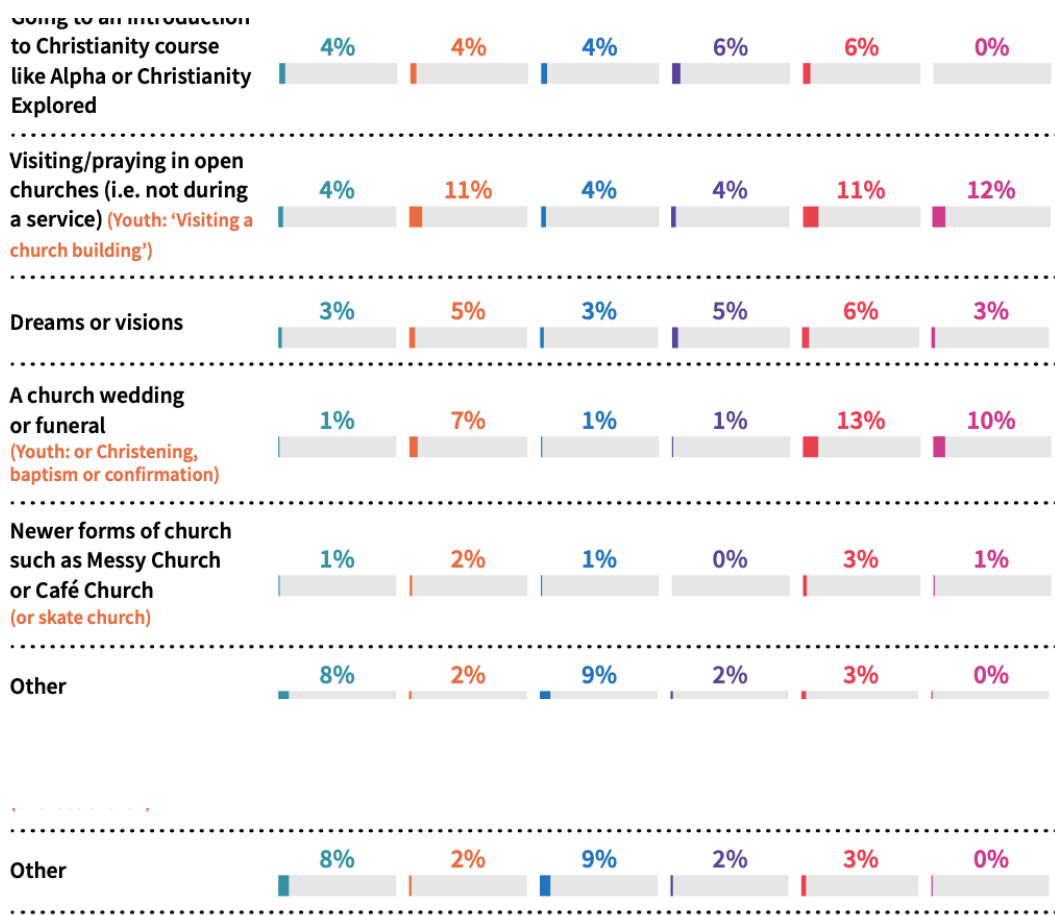 Going to an introduction
to Christianity course
like Alpha or Christianity
Explored
4% 4% 4% 6% 6% 0%
Visiting/praying in open
churches (i.e. not during
a service) (Youth: ‘Visiting a
church building’)
4% 11% 4% 4% 11% 12%
Dreams or visions
3% 5% 3% 5% 6% 3%
A church wedding
or funeral
(Youth: or Christening,
baptism or confirmation)
1% 7% 1% 1% 13% 10%
Newer forms of church
such as Messy Church
or Café Church
(or skate church)
1% 2% 1% 0% 3% 1%
Other
8% 2% 9% 2% 3% 0%
Other
8% 2% 9% 2% 3% 0%